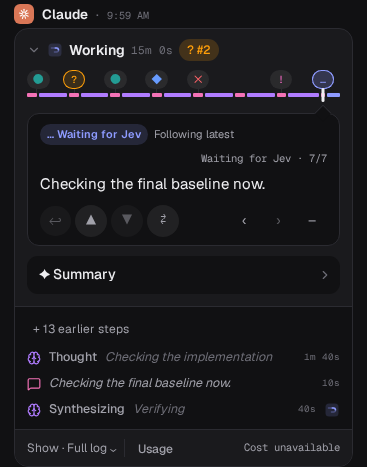 Claude · 9:59 AM
Working 15m 0s ? #2
? ! …
… Waiting for Jev Following latest
Waiting for Jev · 7/7
Checking the final baseline now.
Summary
+ 13 earlier steps
Thought Checking the implementation 1m 40s
Checking the final baseline now. 10s
Synthesizing Verifying 40s
Show · Full log Usage Cost unavailable